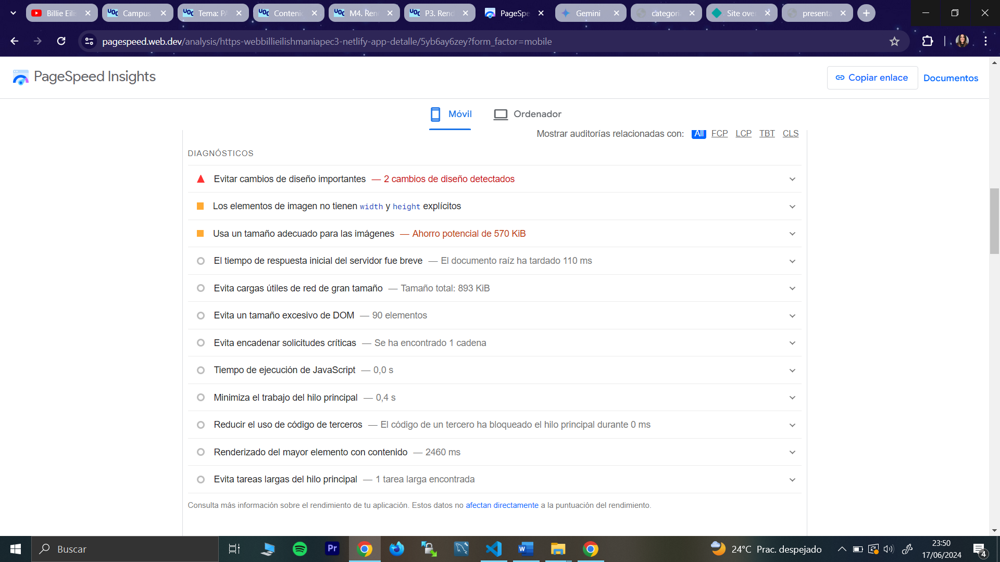 Billie Eilis
Campus
Tema: PA
Contenid
M4. Ren
P3. Rend
PageSpe
Gemini
categori
Site over
presenta
pagespeed.web.dev/analysis/https-webbillieilishmaniapec3-netlify-app-detalle/5yb6ay6zey?form_factor=mobile
PageSpeed Insights
Copiar enlace
Documentos
Móvil
Ordenador
Mostrar auditorías relacionadas con: All FCP LCP TBT CLS
DIAGNÓSTICOS
Evitar cambios de diseño importantes — 2 cambios de diseño detectados
Los elementos de imagen no tienen width y height explícitos
Usa un tamaño adecuado para las imágenes — Ahorro potencial de 570 KiB
El tiempo de respuesta inicial del servidor fue breve — El documento raíz ha tardado 110 ms
Evita cargas útiles de red de gran tamaño — Tamaño total: 893 KiB
Evita un tamaño excesivo de DOM — 90 elementos
Evita encadenar solicitudes críticas — Se ha encontrado 1 cadena
Tiempo de ejecución de JavaScript — 0,0 s
Minimiza el trabajo del hilo principal — 0,4 s
Reducir el uso de código de terceros — El código de un tercero ha bloqueado el hilo principal durante 0 ms
Renderizado del mayor elemento con contenido — 2460 ms
Evita tareas largas del hilo principal — 1 tarea larga encontrada
Consulta más información sobre el rendimiento de tu aplicación. Estos datos no afectan directamente a la puntuación del rendimiento.
Buscar
Pr
24°C Prac. despejado
23:50
17/06/2024
4